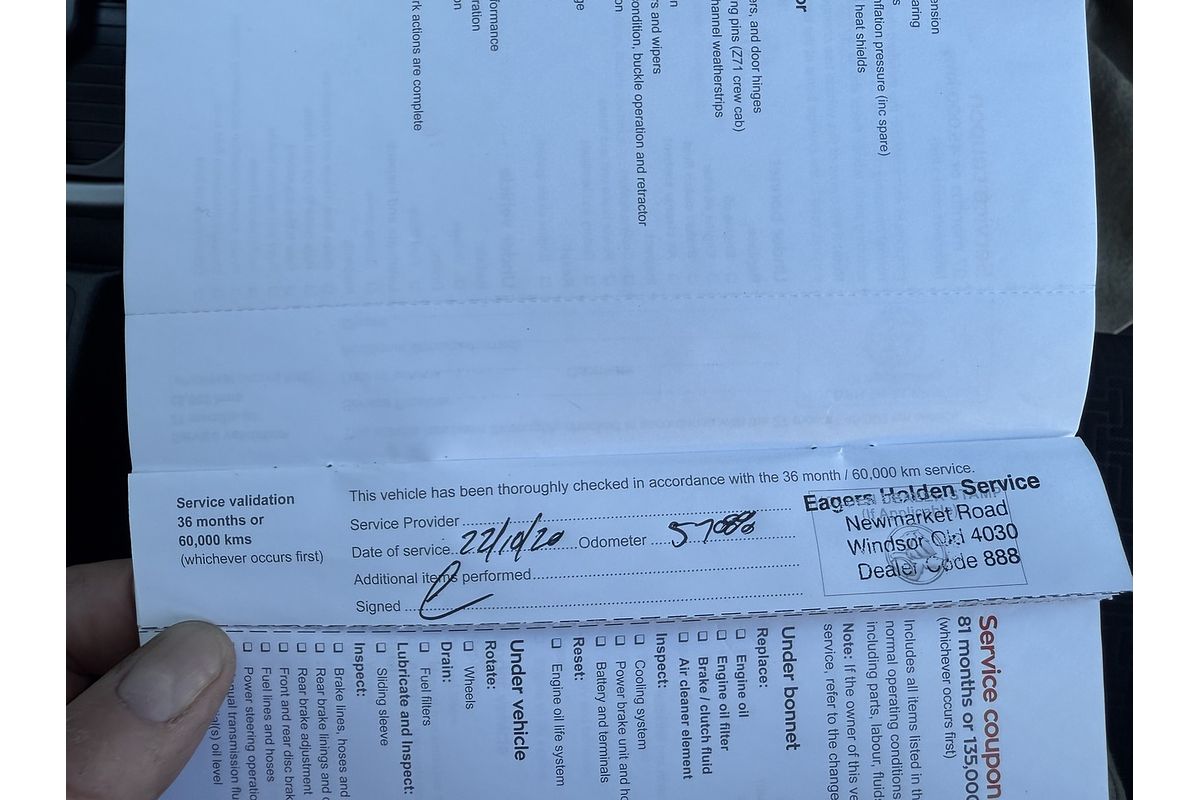 ension
aring
s
nflation pressure (inc spare)
heat shields
or
ers, and door hinges
ng pins (Z71 crew cab)
hannel weatherstrips
n
rs and wipers
ondition, buckle operation and retractor
on
ge
formance
ration
on
rk actions are complete
Service validation
36 months or
60,000 kms
(whichever occurs first)
This vehicle has been thoroughly checked in accordance with the 36 month / 60,000 km service.
Service Provider
Date of service 22/10/20 Odometer
Additional items performed
Signed
Eagers Holden Service
Newmarket Road
Windsor Qld 4030
Dealer Code 888
Service coupon
81 months or 135,000
(whichever occurs first)
Includes all items listed in th
normal operating conditions
including parts, labour, fluids
Note: If the owner of this ve
service, refer to the change
Under bonnet
Replace:
Engine oil
Engine oil filter
Brake / clutch fluid
Air cleaner element
Inspect:
Cooling system
Power brake unit and ho
Battery and terminals
Reset:
Engine oil life system
Under vehicle
Rotate:
Wheels
Drain:
Fuel filters
Lubricate and Inspect:
Sliding sleeve
Inspect:
Brake lines, hoses and
Rear brake linings and
Rear brake adjustment
Front and rear disc brak
Fuel lines and hoses
Power steering operatio
nual transmission flu
al(s) oil level